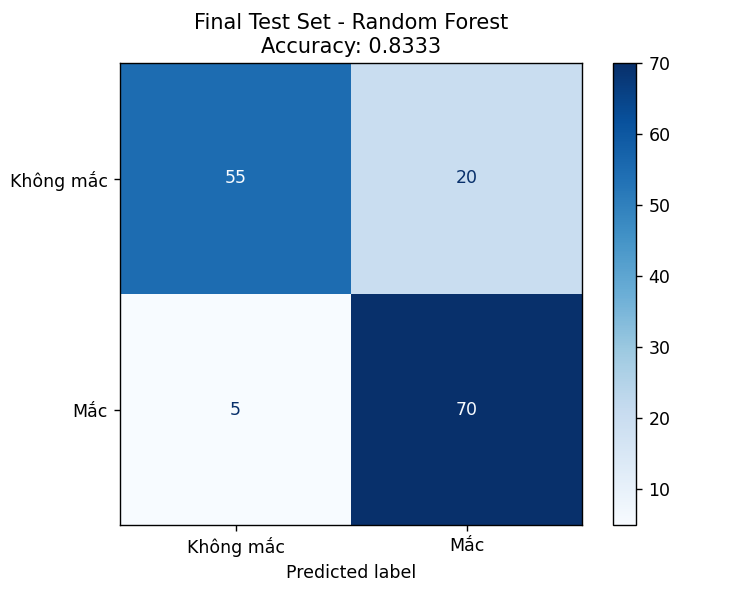 Final Test Set - Random Forest
Accuracy: 0.8333
Không mắc
55
20
Mắc
5
70
Không mắc
Mắc
Predicted label
70
60
50
40
30
20
10